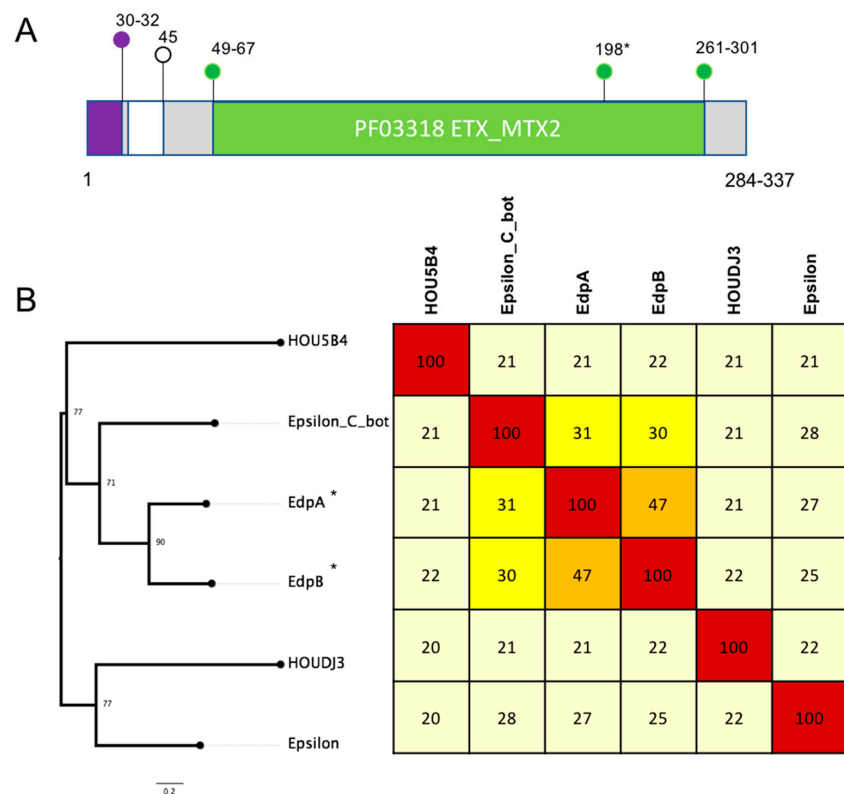 A
30-32
45
49-67
198*
261-301
PF03318 ETX_MTX2
1
284-337
B
HOU5B4
Epsilon_C_bot
EdpA
EdpB
HOUDJ3
Epsilon
HOU5B4
100 21 21 22 21 21
77
Epsilon_C_bot
21 100 31 30 21 28
71
EdpA *
21 31 100 47 21 27
90
EdpB *
22 30 47 100 22 25
HOUDJ3
20 21 21 22 100 22
77
Epsilon
20 28 27 25 22 100
0.2